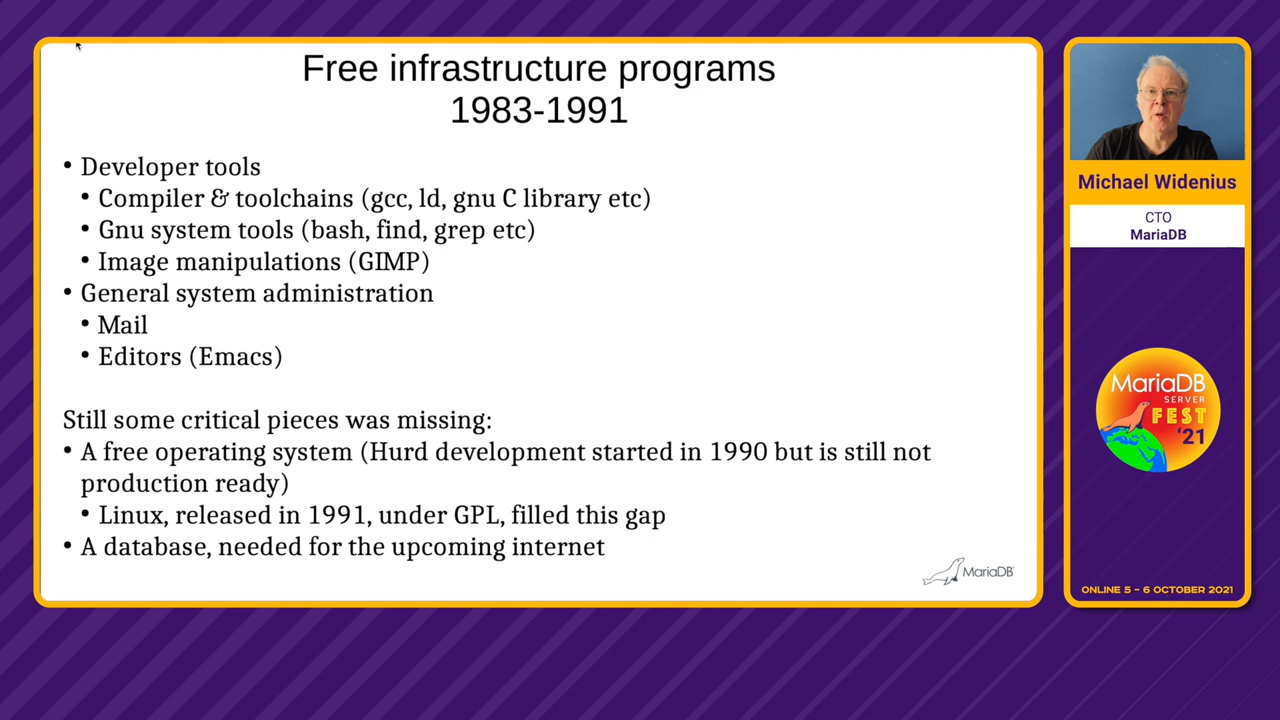 Free infrastructure programs
1983-1991
• Developer tools
• Compiler & toolchains (gcc, ld, gnu C library etc)
• Gnu system tools (bash, find, grep etc)
• Image manipulations (GIMP)
• General system administration
• Mail
• Editors (Emacs)
Still some critical pieces was missing:
• A free operating system (Hurd development started in 1990 but is still not
production ready)
• Linux, released in 1991, under GPL, filled this gap
• A database, needed for the upcoming internet
MariaDB
Michael Widenius
CTO
MariaDB
MariaDB
SERVER
FEST
'21
ONLINE 5 - 6 OCTOBER 2021